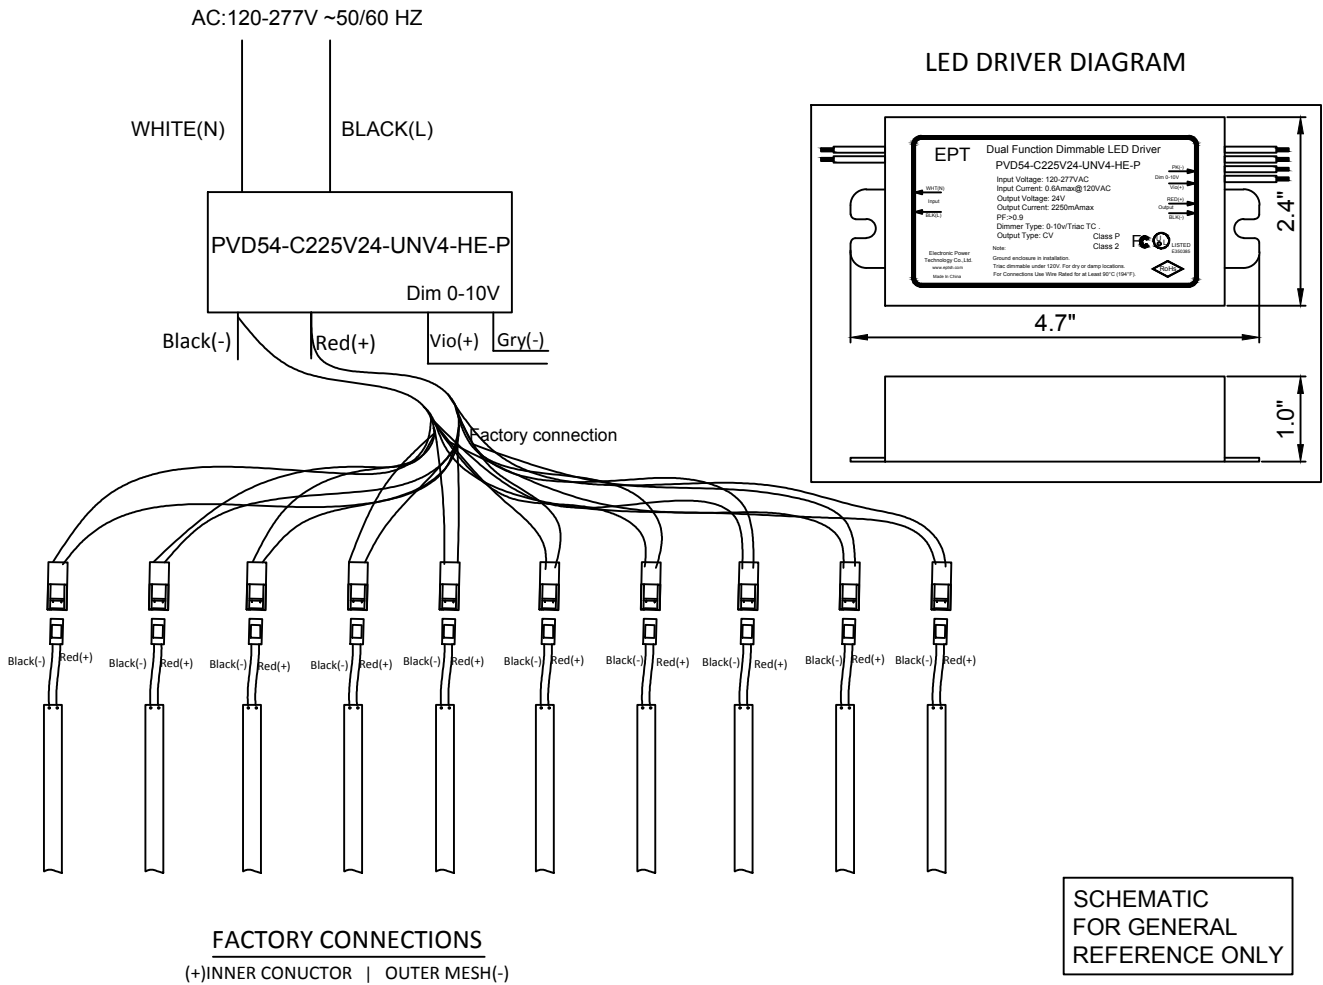 AC:120-277V ~50/60 HZ
WHITE(N)
BLACK(L)
PVD54-C225V24-UNV4-HE-P
Dim 0-10V
Black(-)
Red(+)
Vio(+)
Gry(-)
Factory connection
LED DRIVER DIAGRAM
EPT
Dual Function Dimmable LED Driver
PVD54-C225V24-UNV4-HE-P
Input Voltage: 120-277VAC
Input Current: 0.6Amax@120VAC
Output Voltage: 24V
Output Current: 2250mAmax
PF:>0.9
Dimmer Type: 0-10v/Triac TC .
Output Type: CV
Class P
Class 2
Note:
Ground enclosure in installation.
Triac dimmable under 120V. For dry or damp locations.
For Connections Use Wire Rated for at Least 90°C (194°F).
WHT(N)
Input
BLK(L)
Electronic Power
Technology Co.,Ltd.
www.eptdr.com
Made In China
Dim 0-10V
Vio(+)
RED(+)
Output
BLK(-)
FC
UL
LISTED
RoHS
2.4"
4.7"
1.0"
Black(-) Red(+) Black(-) Red(+) Black(-) Red(+) Black(-) Red(+) Black(-) Red(+) Black(-) Red(+) Black(-) Red(+) Black(-) Red(+) Black(-) Red(+) Black(-) Red(+)
FACTORY CONNECTIONS
(+)INNER CONUCTOR | OUTER MESH(-)
SCHEMATIC
FOR GENERAL
REFERENCE ONLY